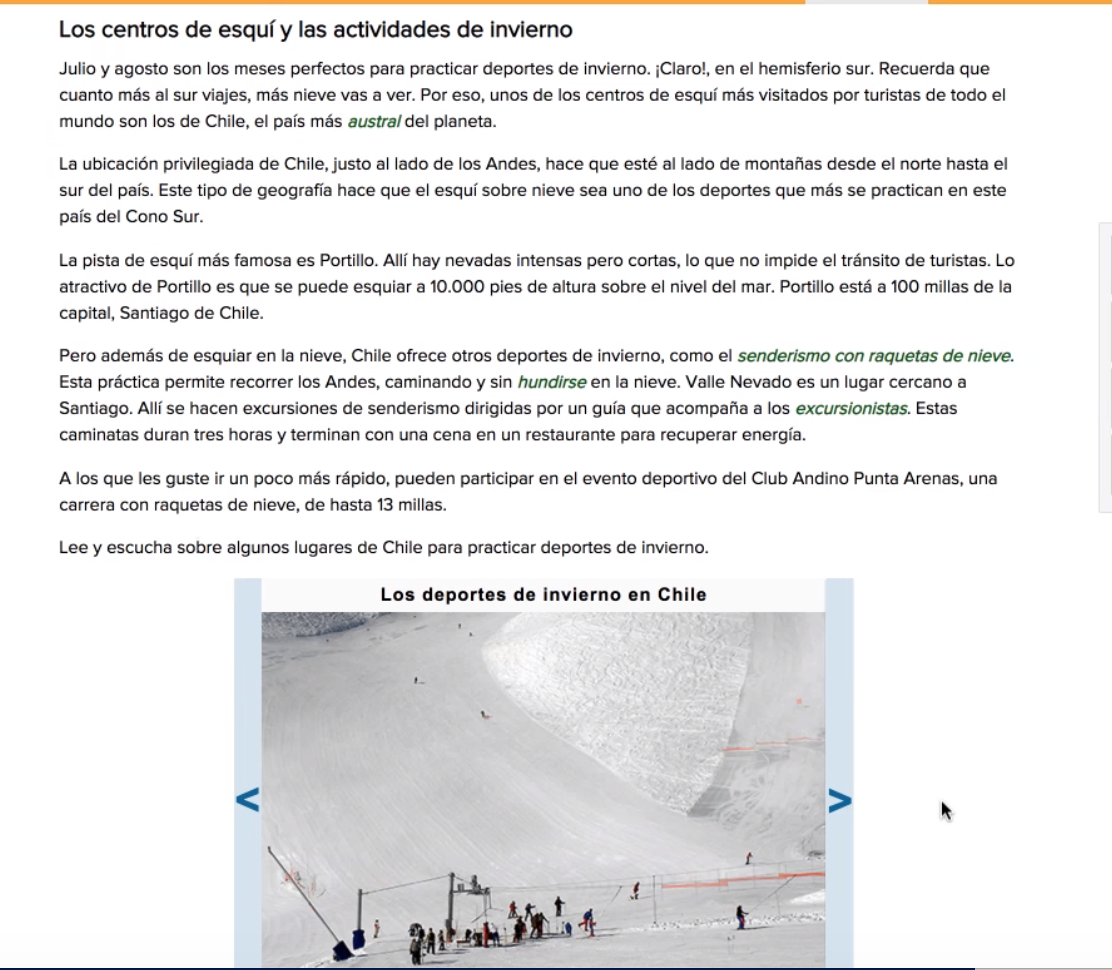 Los centros de esquí y las actividades de invierno
Julio y agosto son los meses perfectos para practicar deportes de invierno. ¡Claro!, en el hemisferio sur. Recuerda que
cuanto más al sur viajes, más nieve vas a ver. Por eso, unos de los centros de esquí más visitados por turistas de todo el
mundo son los de Chile, el país más austral del planeta.
La ubicación privilegiada de Chile, justo al lado de los Andes, hace que esté al lado de montañas desde el norte hasta el
sur del país. Este tipo de geografía hace que el esquí sobre nieve sea uno de los deportes que más se practican en este
país del Cono Sur.
La pista de esquí más famosa es Portillo. Allí hay nevadas intensas pero cortas, lo que no impide el tránsito de turistas. Lo
atractivo de Portillo es que se puede esquiar a 10.000 pies de altura sobre el nivel del mar. Portillo está a 100 millas de la
capital, Santiago de Chile.
Pero además de esquiar en la nieve, Chile ofrece otros deportes de invierno, como el senderismo con raquetas de nieve.
Esta práctica permite recorrer los Andes, caminando y sin hundirse en la nieve. Valle Nevado es un lugar cercano a
Santiago. Allí se hacen excursiones de senderismo dirigidas por un guía que acompaña a los excursionistas. Estas
caminatas duran tres horas y terminan con una cena en un restaurante para recuperar energía.
A los que les guste ir un poco más rápido, pueden participar en el evento deportivo del Club Andino Punta Arenas, una
carrera con raquetas de nieve, de hasta 13 millas.
Lee y escucha sobre algunos lugares de Chile para practicar deportes de invierno.
Los deportes de invierno en Chile
< >